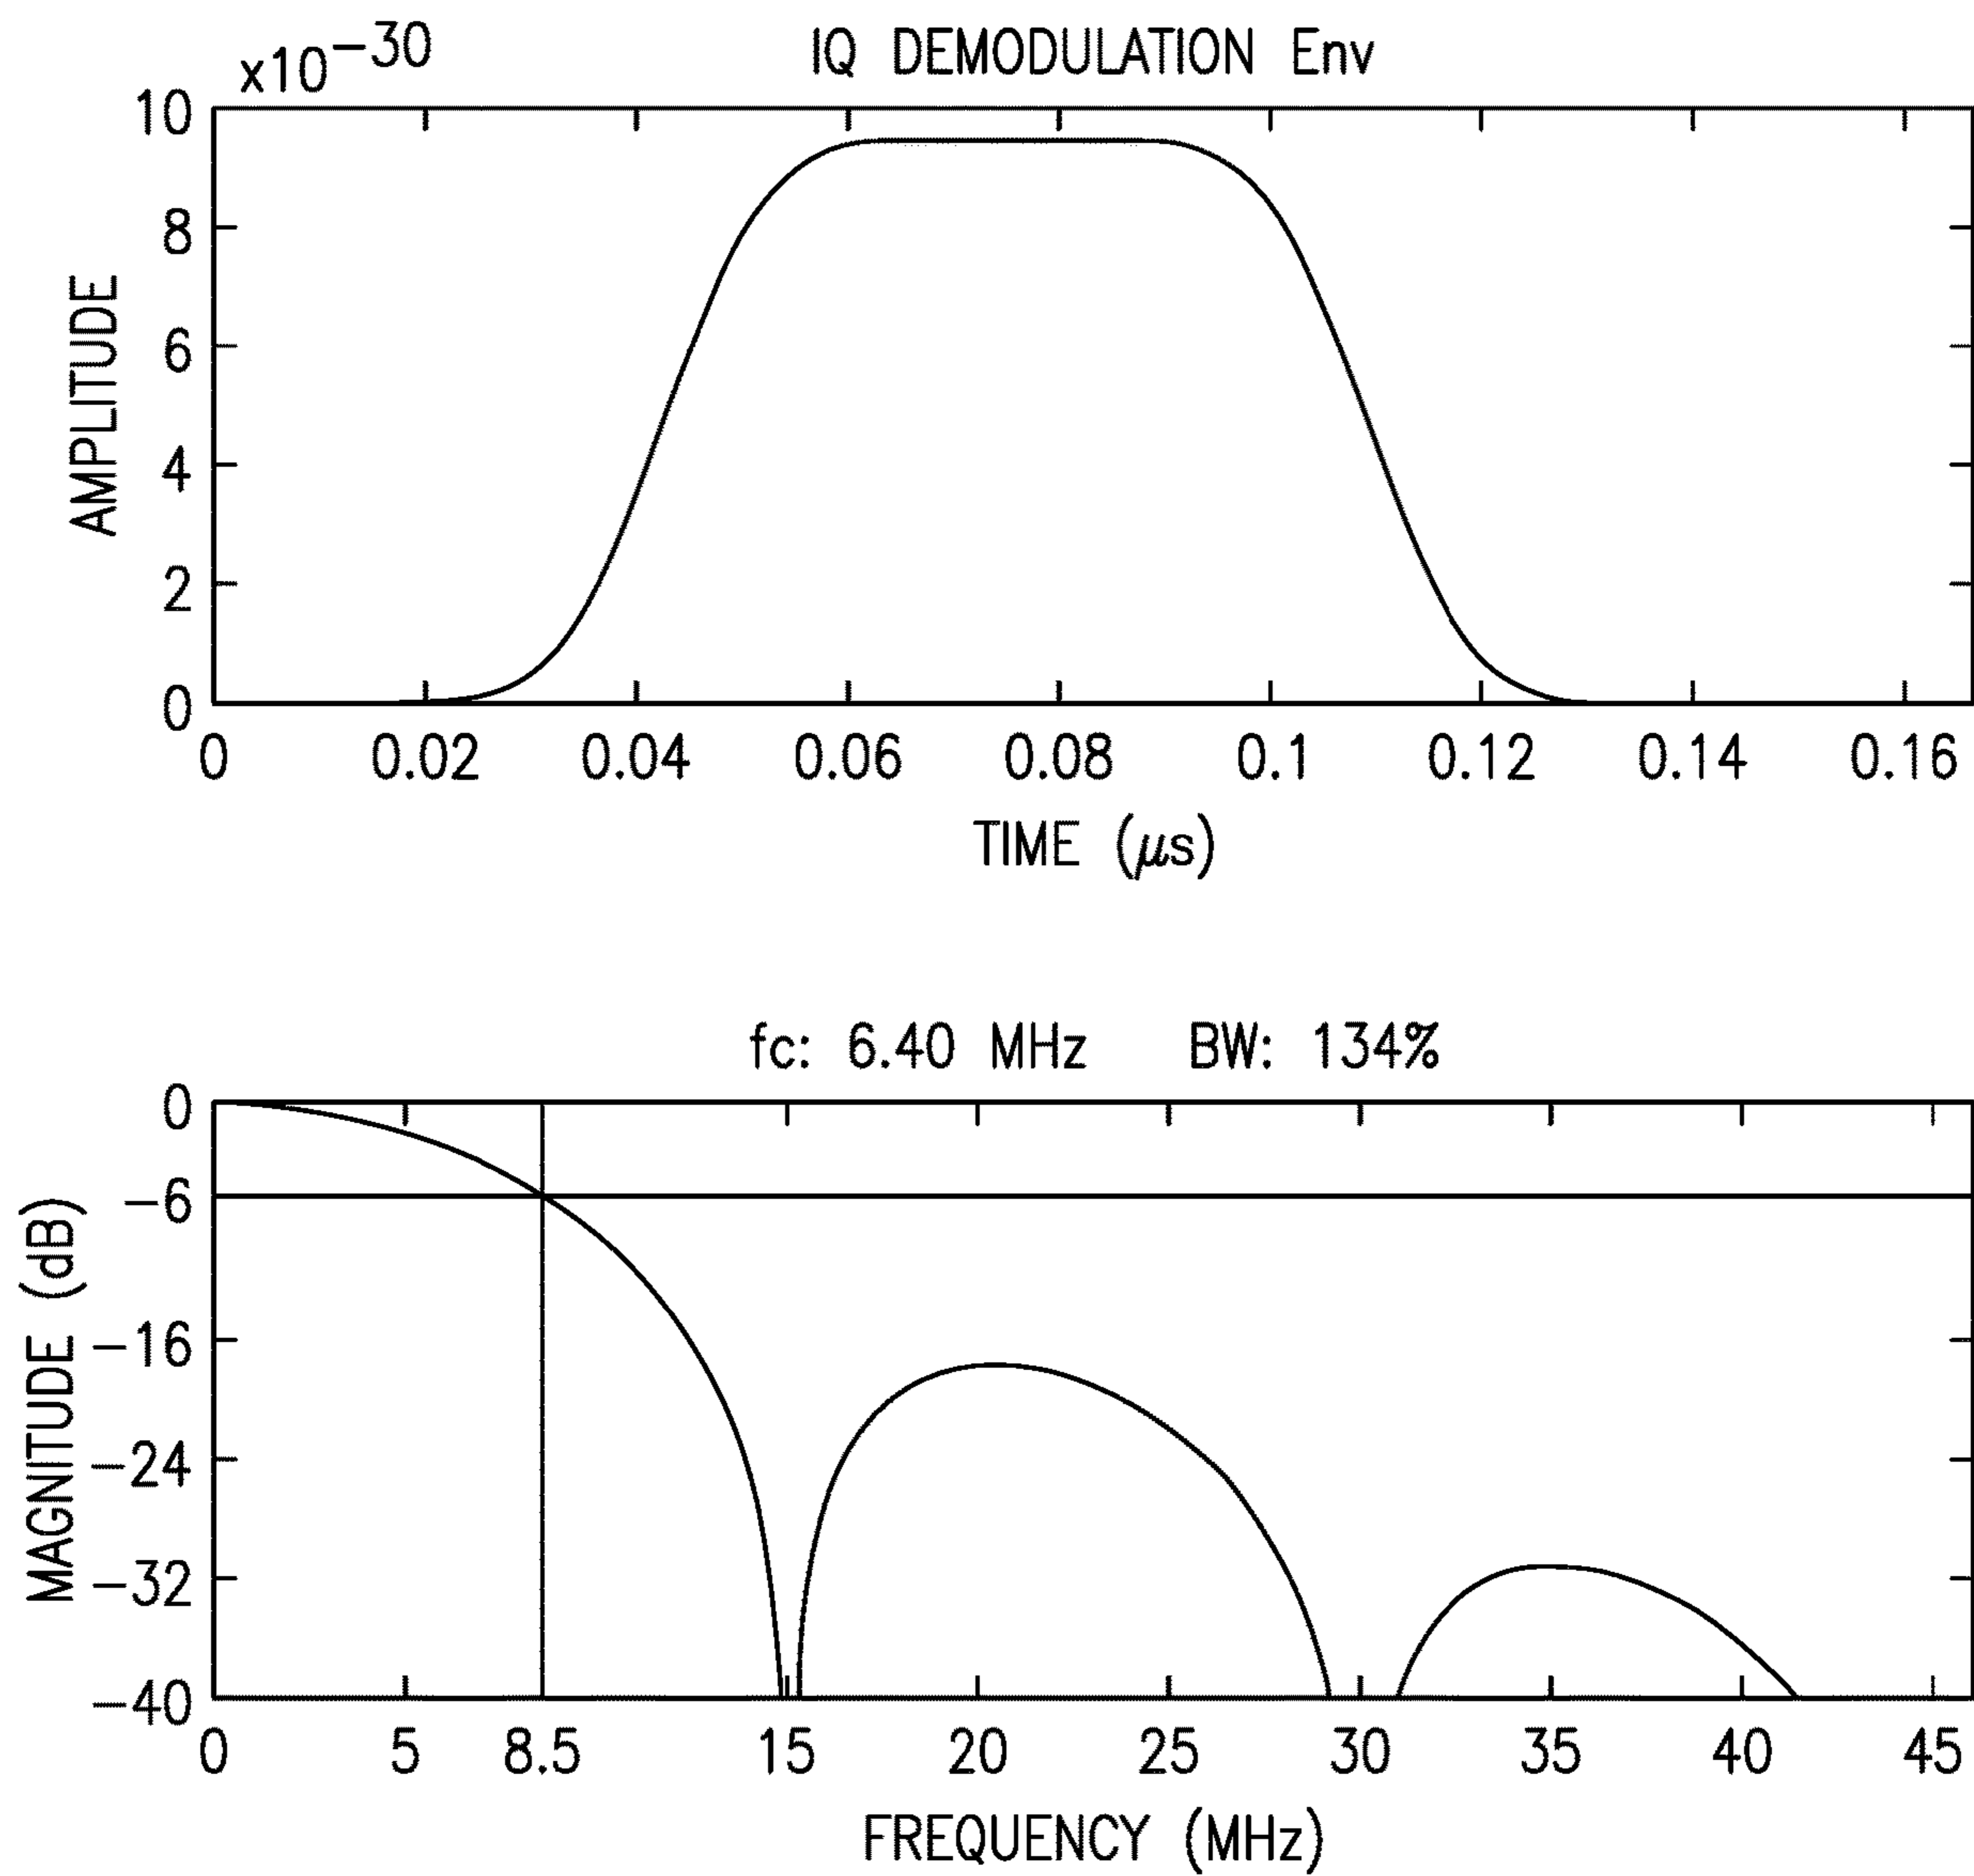 x10−30
IQ DEMODULATION Env
10
8
6
4
2
0
AMPLITUDE
0 0.02 0.04 0.06 0.08 0.1 0.12 0.14 0.16
TIME (μs)
fc: 6.40 MHz BW: 134%
0
−6
−16
−24
−32
−40
MAGNITUDE (dB)
0 5 8.5 15 20 25 30 35 40 45
FREQUENCY (MHz)